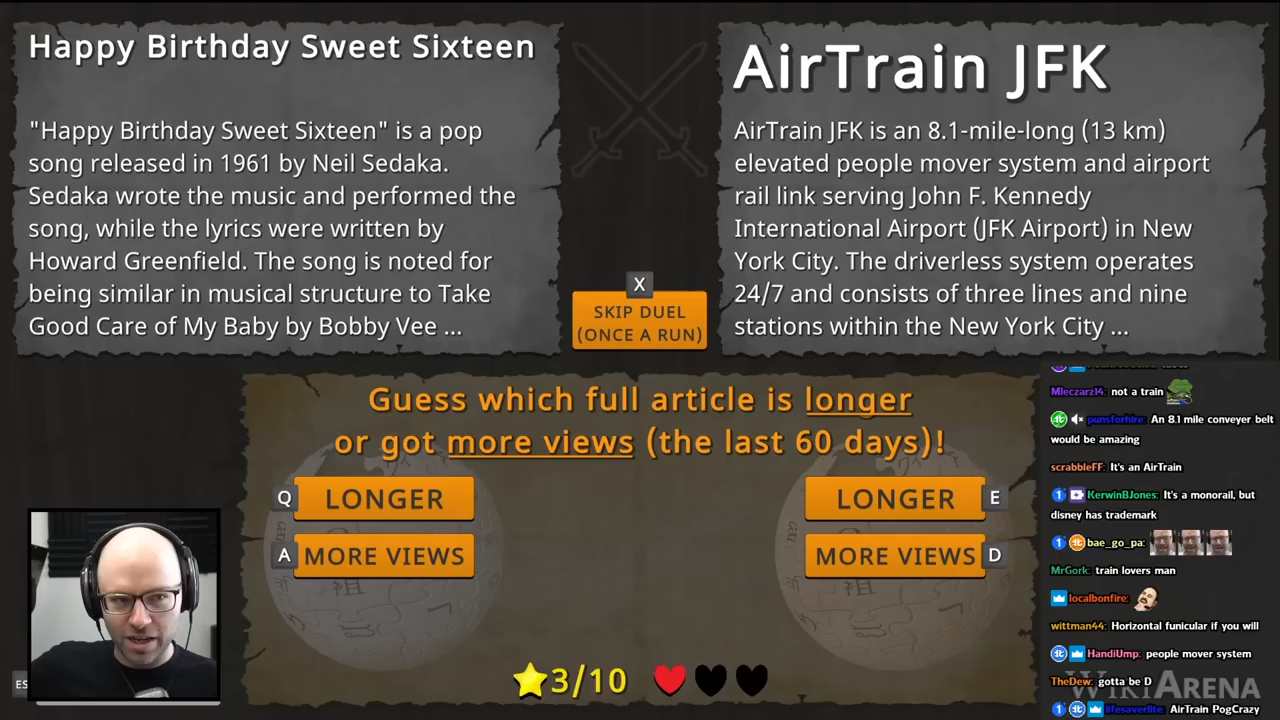 Happy Birthday Sweet Sixteen
"Happy Birthday Sweet Sixteen" is a pop
song released in 1961 by Neil Sedaka.
Sedaka wrote the music and performed the
song, while the lyrics were written by
Howard Greenfield. The song is noted for
being similar in musical structure to Take
Good Care of My Baby by Bobby Vee ...
X
SKIP DUEL
(ONCE A RUN)
AirTrain JFK
AirTrain JFK is an 8.1-mile-long (13 km)
elevated people mover system and airport
rail link serving John F. Kennedy
International Airport (JFK Airport) in New
York City. The driverless system operates
24/7 and consists of three lines and nine
stations within the New York City ...
Guess which full article is longer
or got more views (the last 60 days)!
Q LONGER
A MORE VIEWS
LONGER E
MORE VIEWS D
3/10
ES
Mleczarz14: not a train
punsforhire: An 8.1 mile conveyer belt
would be amazing
scrabbleFF: It's an AirTrain
KerwinBJones: It's a monorail, but
disney has trademark
bae_go_pa:
MrGork: train lovers man
localbonfire:
wittman44: Horizontal funicular if you will
HandiUmp: people mover system
TheDew: gotta be D
lifesaverlite: AirTrain PogCrazy
WIKIARENA